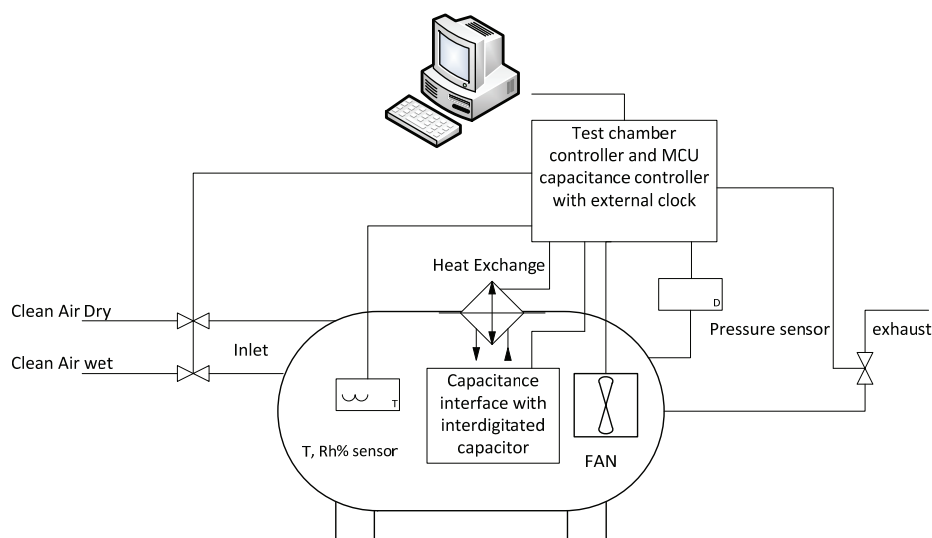 Test chamber
controller and MCU
capacitance controller
with external clock
Heat Exchange
Clean Air Dry
D
Pressure sensor
exhaust
Inlet
Clean Air wet
Capacitance
interface with
interdigitated
capacitor
T
T, Rh% sensor
FAN